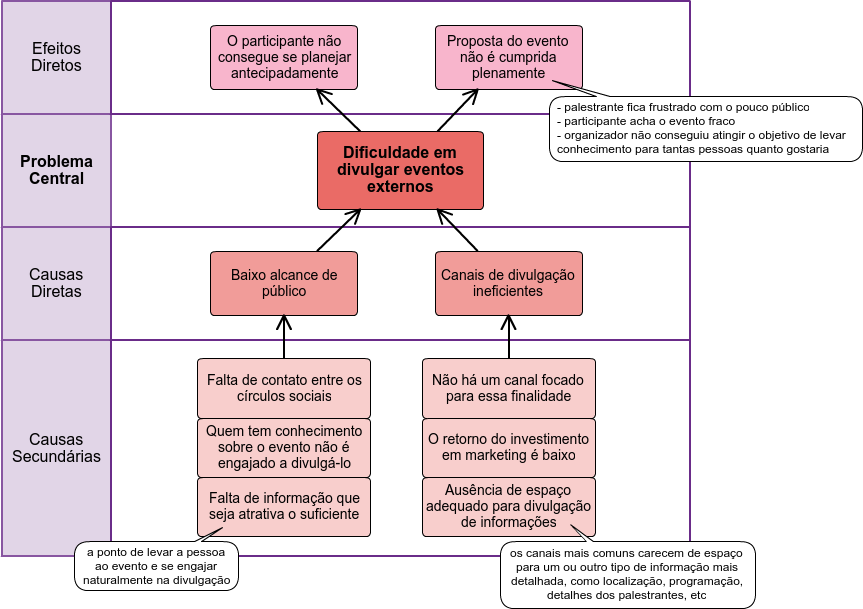 Efeitos
Diretos
O participante não
consegue se planejar
antecipadamente
Proposta do evento
não é cumprida
plenamente
- palestrante fica frustrado com o pouco público
- participante acha o evento fraco
- organizador não conseguiu atingir o objetivo de levar
conhecimento para tantas pessoas quanto gostaria
Problema
Central
Dificuldade em
divulgar eventos
externos
Causas
Diretas
Baixo alcance de
público
Canais de divulgação
ineficientes
Causas
Secundárias
Falta de contato entre os
círculos sociais
Quem tem conhecimento
sobre o evento não é
engajado a divulgá-lo
Falta de informação que
seja atrativa o suficiente
a ponto de levar a pessoa
ao evento e se engajar
naturalmente na divulgação
Não há um canal focado
para essa finalidade
O retorno do investimento
em marketing é baixo
Ausência de espaço
adequado para divulgação
de informações
os canais mais comuns carecem de espaço
para um ou outro tipo de informação mais
detalhada, como localização, programação,
detalhes dos palestrantes, etc